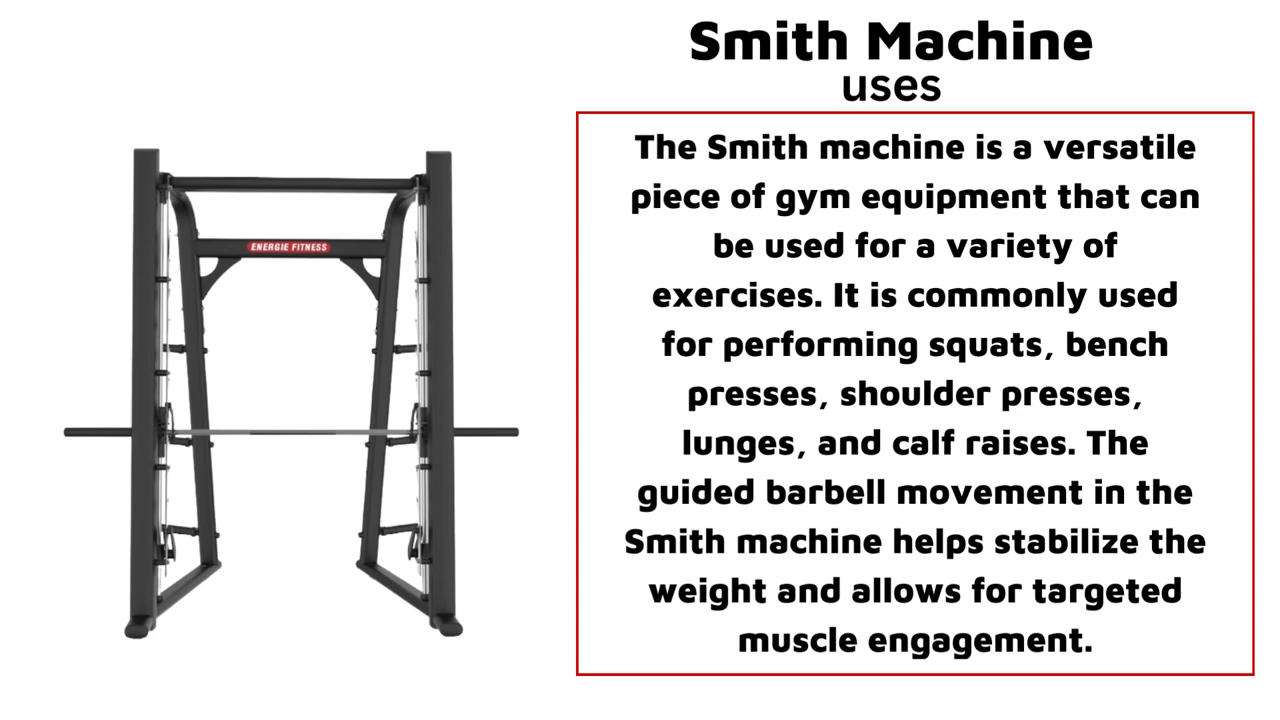 Smith Machine
uses
ENERGIE FITNESS
The Smith machine is a versatile
piece of gym equipment that can
be used for a variety of
exercises. It is commonly used
for performing squats, bench
presses, shoulder presses,
lunges, and calf raises. The
guided barbell movement in the
Smith machine helps stabilize the
weight and allows for targeted
muscle engagement.